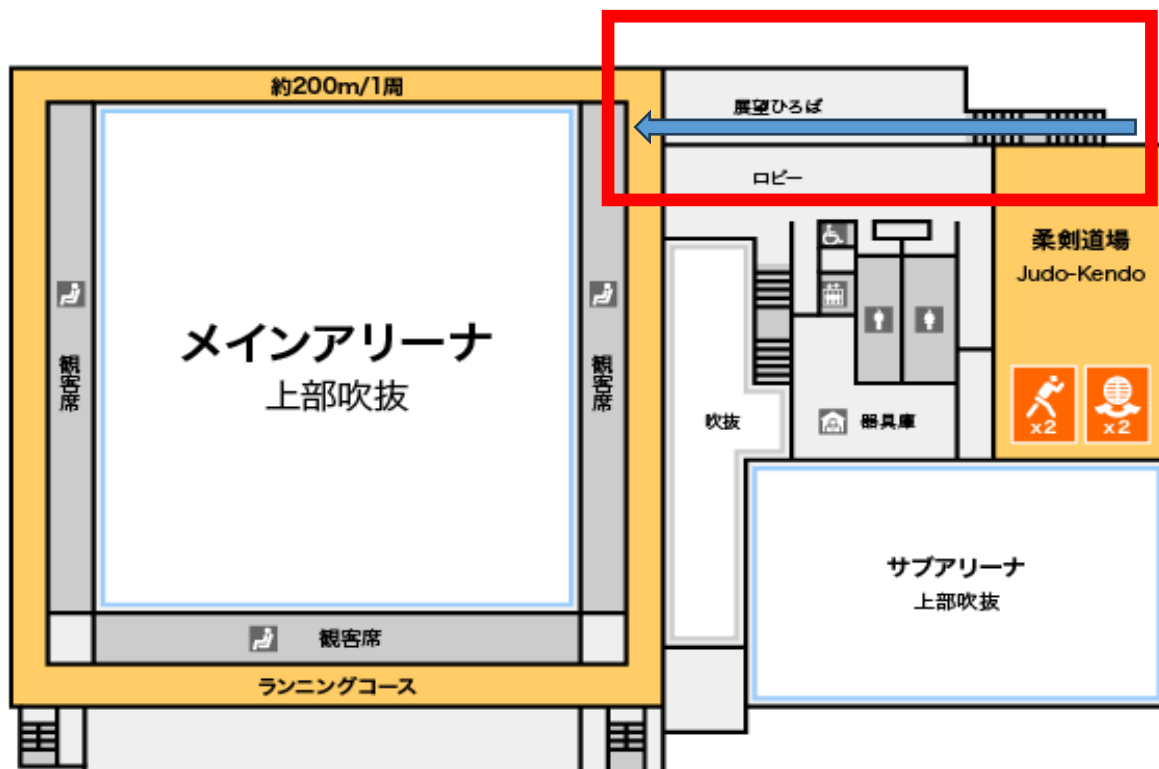 約200m/1周
展望ひろば
ロビー
柔剣道場
Judo-Kendo
メインアリーナ
上部吹抜
観客席
観客席
x2
x2
吹抜
器具庫
サブアリーナ
上部吹抜
観客席
ランニングコース